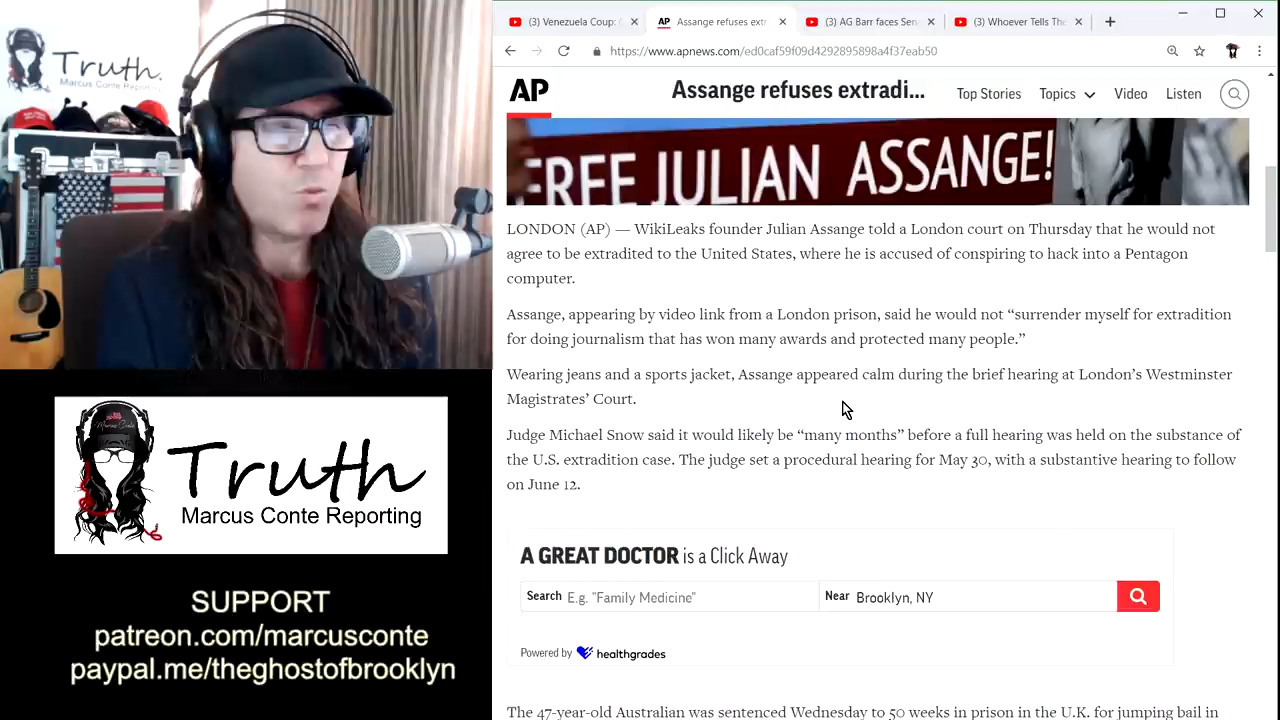 Truth.
Marcus Conte Reporting
(3) Venezuela Coup:
AP Assange refuses extr
(3) AG Barr faces Sen
(3) Whoever Tells The
https://www.apnews.com/ed0caf59f09d4292895898a4f37eab50
AP
Assange refuses extradi...
Top Stories
Topics
Video
Listen
FREE JULIAN ASSANGE!
LONDON (AP) — WikiLeaks founder Julian Assange told a London court on Thursday that he would not
agree to be extradited to the United States, where he is accused of conspiring to hack into a Pentagon
computer.
Assange, appearing by video link from a London prison, said he would not “surrender myself for extradition
for doing journalism that has won many awards and protected many people.”
Wearing jeans and a sports jacket, Assange appeared calm during the brief hearing at London’s Westminster
Magistrates’ Court.
Judge Michael Snow said it would likely be “many months” before a full hearing was held on the substance of
the U.S. extradition case. The judge set a procedural hearing for May 30, with a substantive hearing to follow
on June 12.
A GREAT DOCTOR is a Click Away
Search E.g. "Family Medicine"
Near Brooklyn, NY
Powered by healthgrades
The 47-year-old Australian was sentenced Wednesday to 50 weeks in prison in the U.K. for jumping bail in
Truth
Marcus Conte Reporting
SUPPORT
patreon.com/marcusconte
paypal.me/theghostofbrooklyn